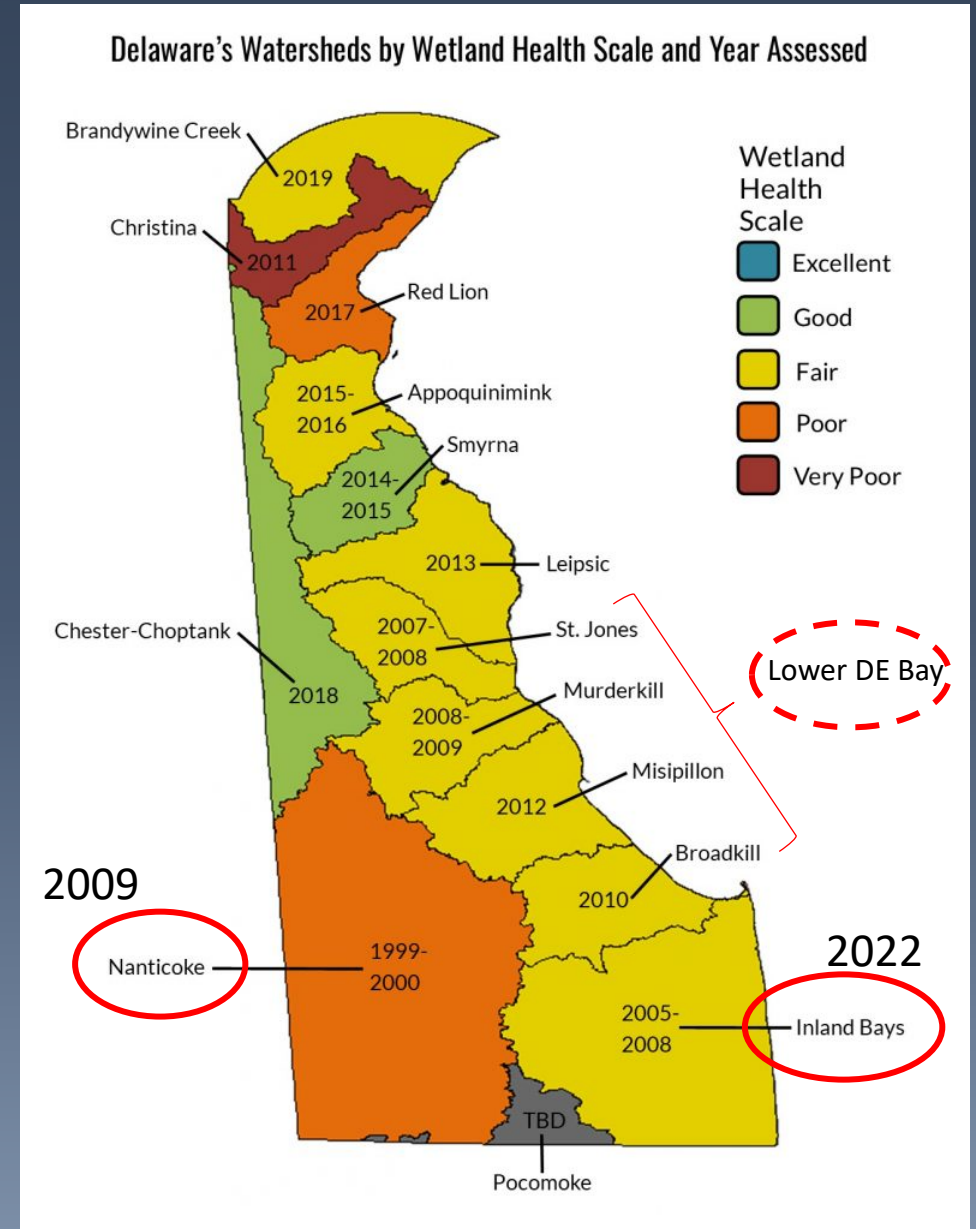 Delaware's Watersheds by Wetland Health Scale and Year Assessed
Brandywine Creek
2019
Christina
2011
Red Lion
2017
2015-
2016
Appoquinimink
Smyrna
2014-
2015
2013
Leipsic
2007-
2008
St. Jones
Chester-Choptank
2018
Murderkill
2008-
2009
Misipillon
2012
Broadkill
2010
2009
Nanticoke
1999-
2000
2022
2005-
2008
Inland Bays
TBD
Pocomoke
Wetland
Health
Scale
Excellent
Good
Fair
Poor
Very Poor
Lower DE Bay